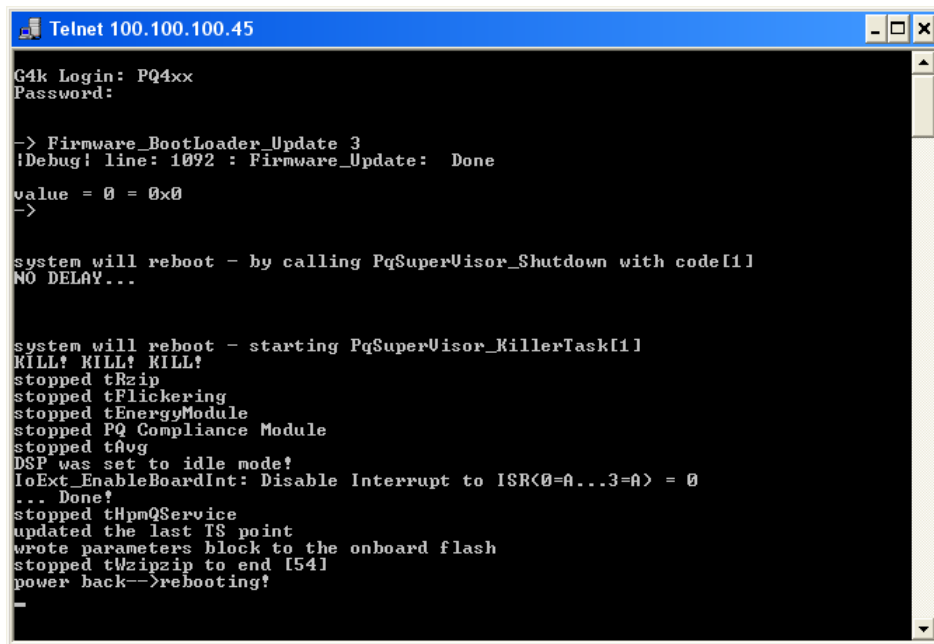 Telnet 100.100.100.45
G4k Login: PQ4xx
Password:
-> Firmware_BootLoader_Update 3
|Debug| line: 1092 : Firmware_Update:  Done
value = 0 = 0x0
->
system will reboot - by calling PqSuperVisor_Shutdown with code[1]
NO DELAY...
system will reboot - starting PqSuperVisor_KillerTask[1]
KILL! KILL! KILL!
stopped tRzip
stopped tFlickering
stopped tEnergyModule
stopped PQ Compliance Module
stopped tAvg
DSP was set to idle mode!
IoExt_EnableBoardInt: Disable Interrupt to ISR(0=A...3=A) = 0
... Done!
stopped tHpmQService
updated the last TS point
wrote parameters block to the onboard flash
stopped tWzipzip to end [54]
power back-->rebooting!